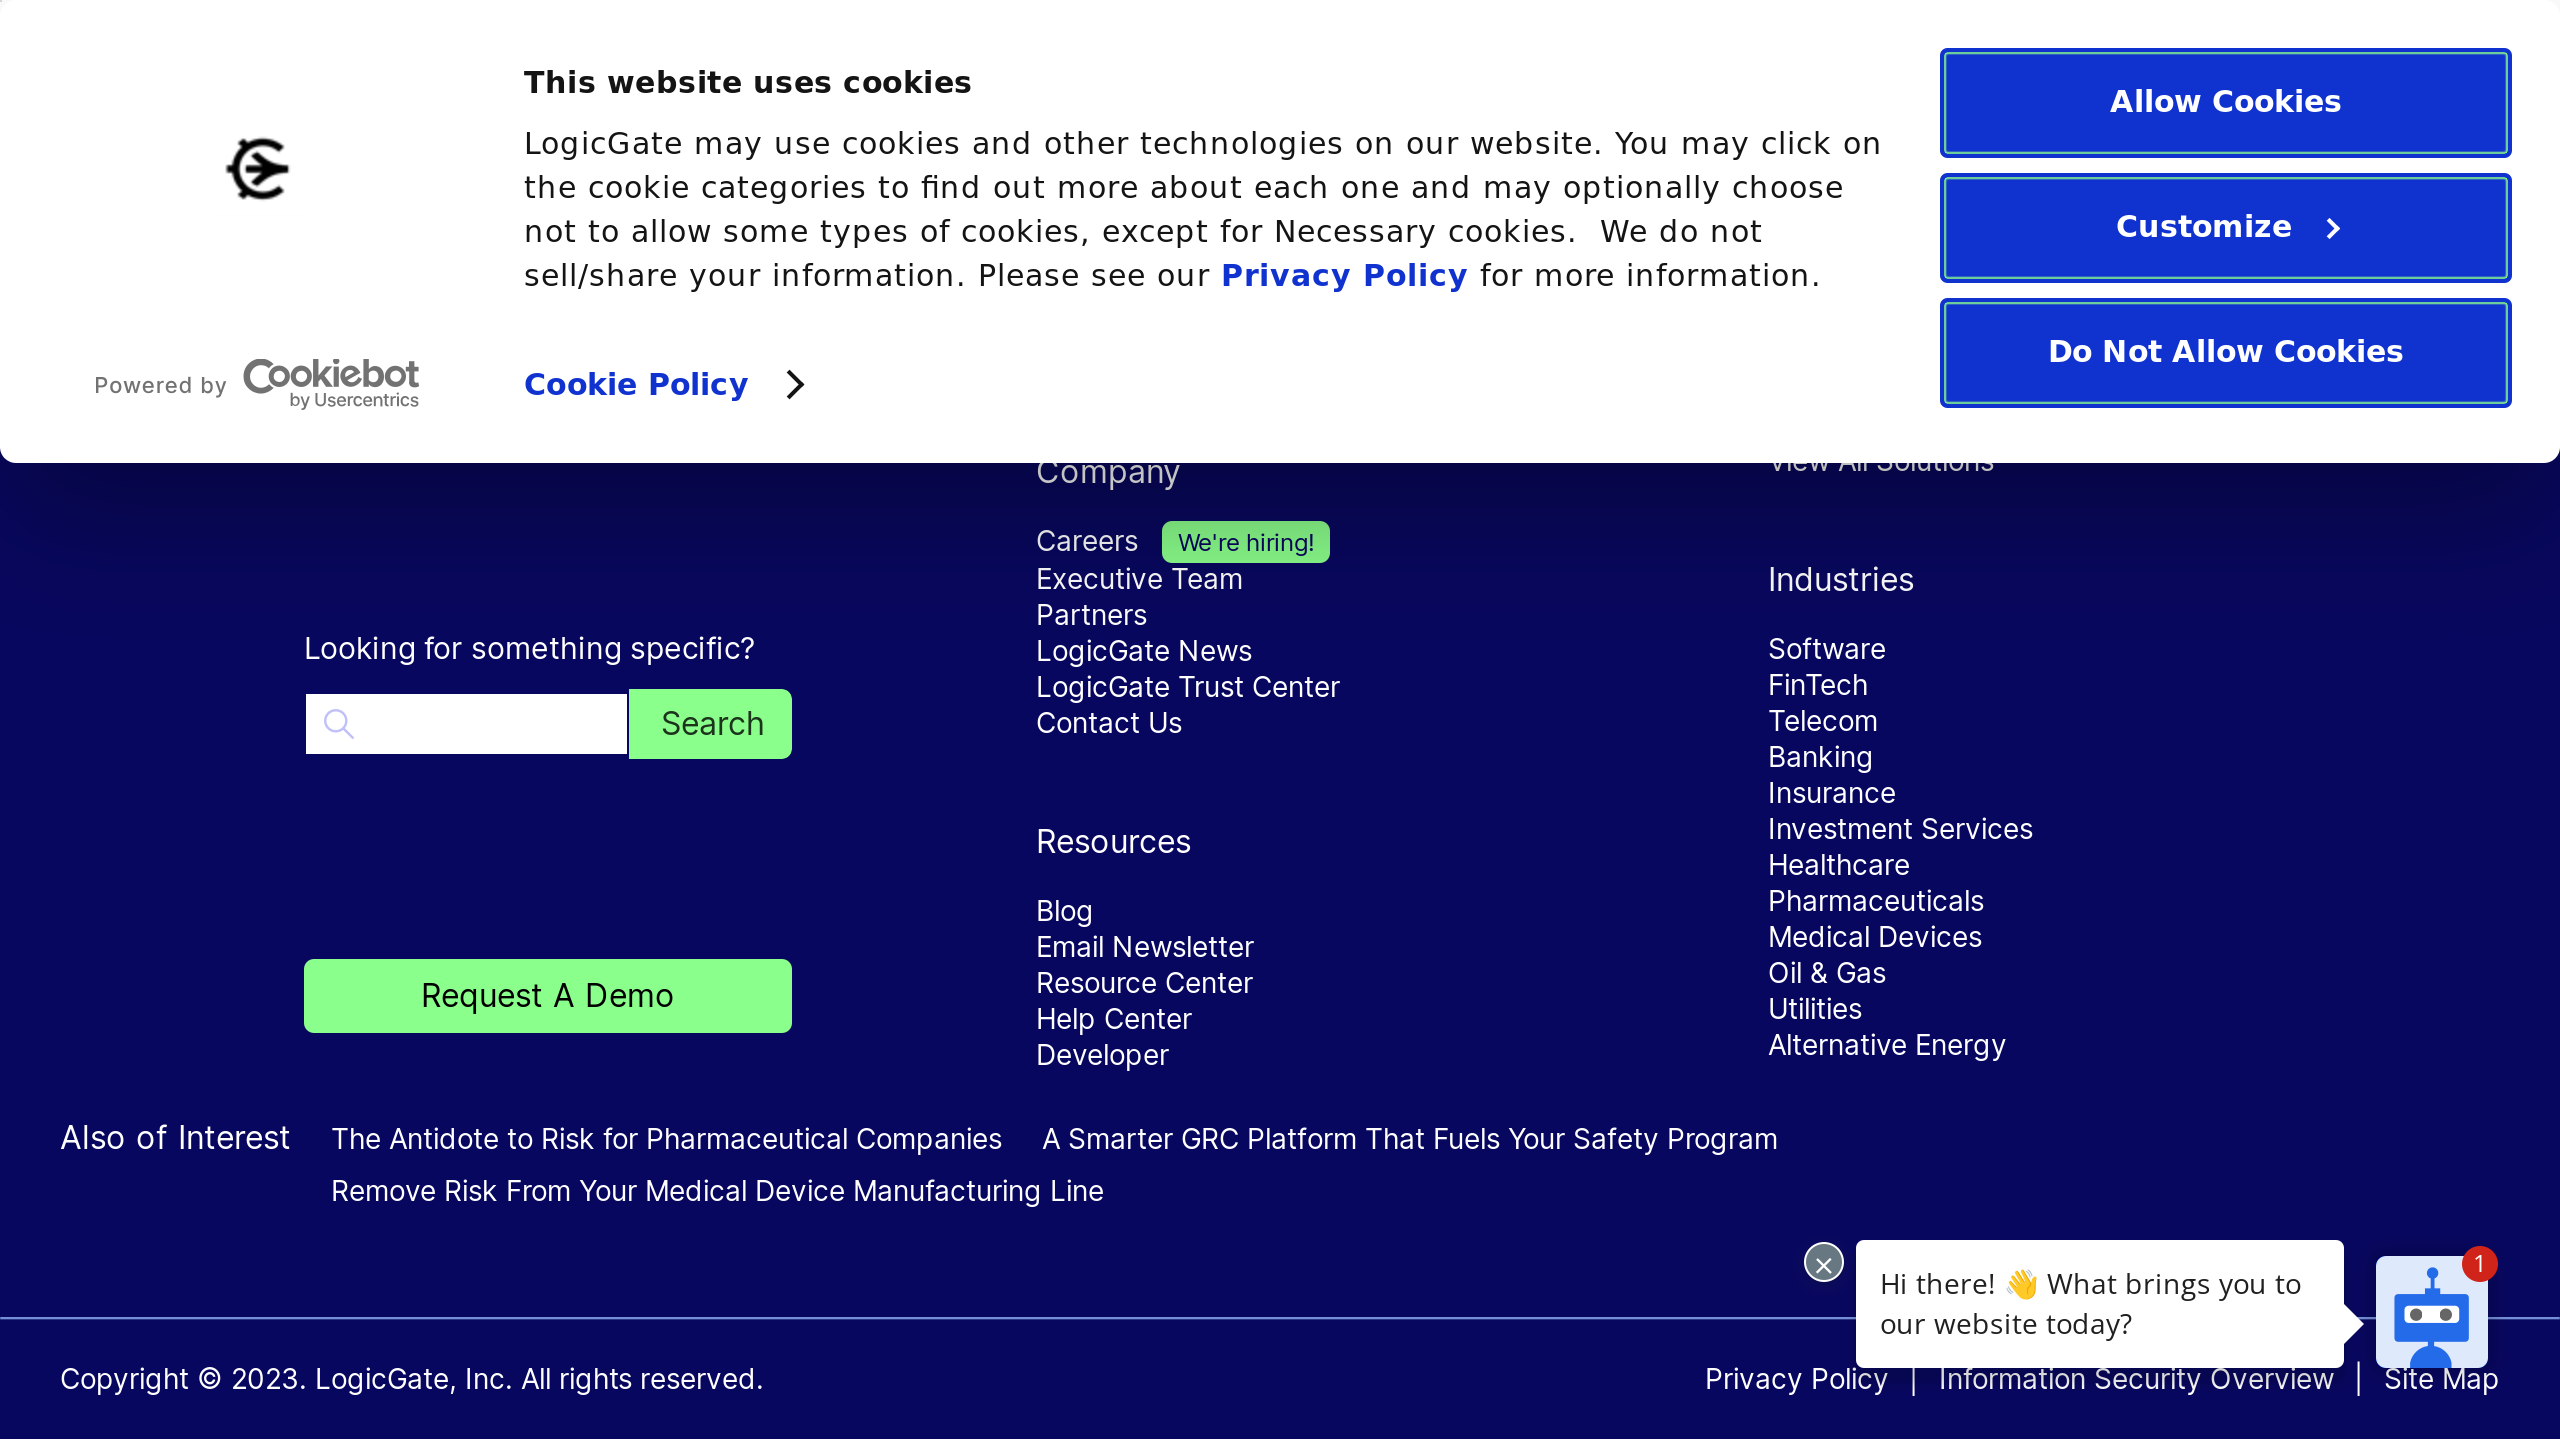 This website uses cookies
LogicGate may use cookies and other technologies on our website. You may click on
the cookie categories to find out more about each one and may optionally choose
not to allow some types of cookies, except for Necessary cookies.  We do not
sell/share your information. Please see our Privacy Policy for more information.
Powered by Cookiebot
by Usercentrics
Cookie Policy
Allow Cookies
Customize
Do Not Allow Cookies
Looking for something specific?
Search
Request A Demo
Company
Careers We're hiring!
Executive Team
Partners
LogicGate News
LogicGate Trust Center
Contact Us
Resources
Blog
Email Newsletter
Resource Center
Help Center
Developer
View All Solutions
Industries
Software
FinTech
Telecom
Banking
Insurance
Investment Services
Healthcare
Pharmaceuticals
Medical Devices
Oil & Gas
Utilities
Alternative Energy
Also of Interest The Antidote to Risk for Pharmaceutical Companies A Smarter GRC Platform That Fuels Your Safety Program
Remove Risk From Your Medical Device Manufacturing Line
Hi there! 👋 What brings you to
our website today?
1
Copyright © 2023. LogicGate, Inc. All rights reserved.
Privacy Policy | Information Security Overview | Site Map